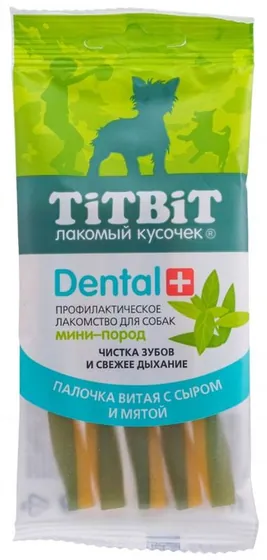 TiTBiT
лакомый кусочек®
Dental+
ПРОФИЛАКТИЧЕСКОЕ
ЛАКОМСТВО ДЛЯ СОБАК
мини-пород
ЧИСТКА ЗУБОВ
И СВЕЖЕЕ ДЫХАНИЕ
ПАЛОЧКА ВИТАЯ С СЫРОМ
И МЯТОЙ